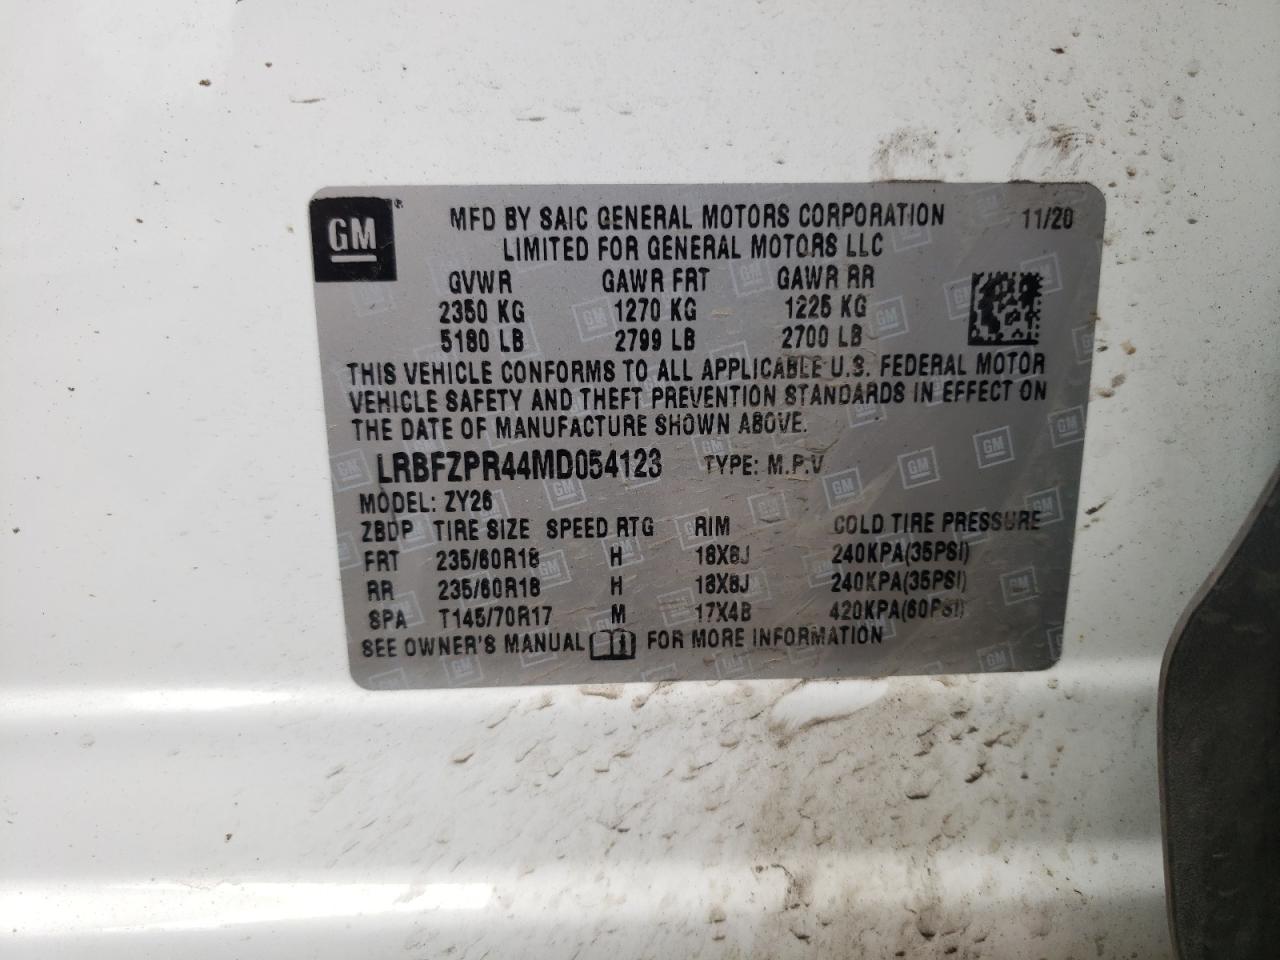 GM
MFD BY SAIC GENERAL MOTORS CORPORATION 11/20
LIMITED FOR GENERAL MOTORS LLC
GVWR GAWR FRT GAWR RR
2350 KG 1270 KG 1225 KG
5180 LB 2799 LB 2700 LB
THIS VEHICLE CONFORMS TO ALL APPLICABLE U.S. FEDERAL MOTOR
VEHICLE SAFETY AND THEFT PREVENTION STANDARDS IN EFFECT ON
THE DATE OF MANUFACTURE SHOWN ABOVE.
LRBFZPR44MD054123 TYPE: M.P.V
MODEL: ZY26
ZBDP TIRE SIZE SPEED RTG RIM COLD TIRE PRESSURE
FRT 235/60R18 H 18X8J 240KPA(35PSI)
RR 235/60R18 H 18X8J 240KPA(35PSI)
SPA T145/70R17 M 17X4B 420KPA(60PSI)
SEE OWNER'S MANUAL FOR MORE INFORMATION